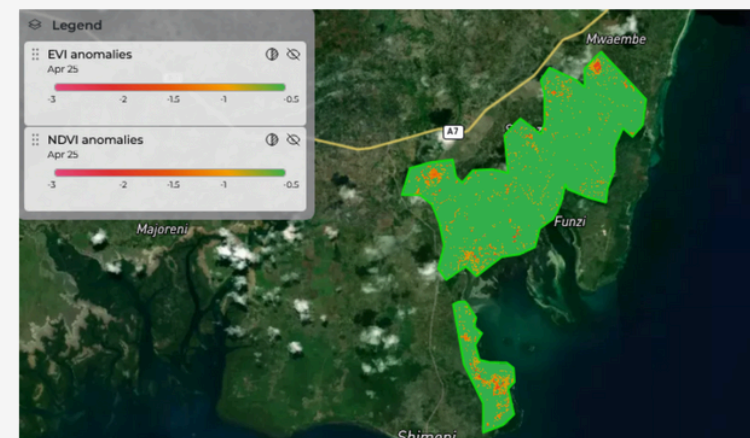 Legend
EVI anomalies
Apr 25
-3 -2 -1.5 -1 -0.5
NDVI anomalies
Apr 25
-3 -2 -1.5 -1 -0.5
Mwaembe
A7
Majoreni
Funzi
Shimoni